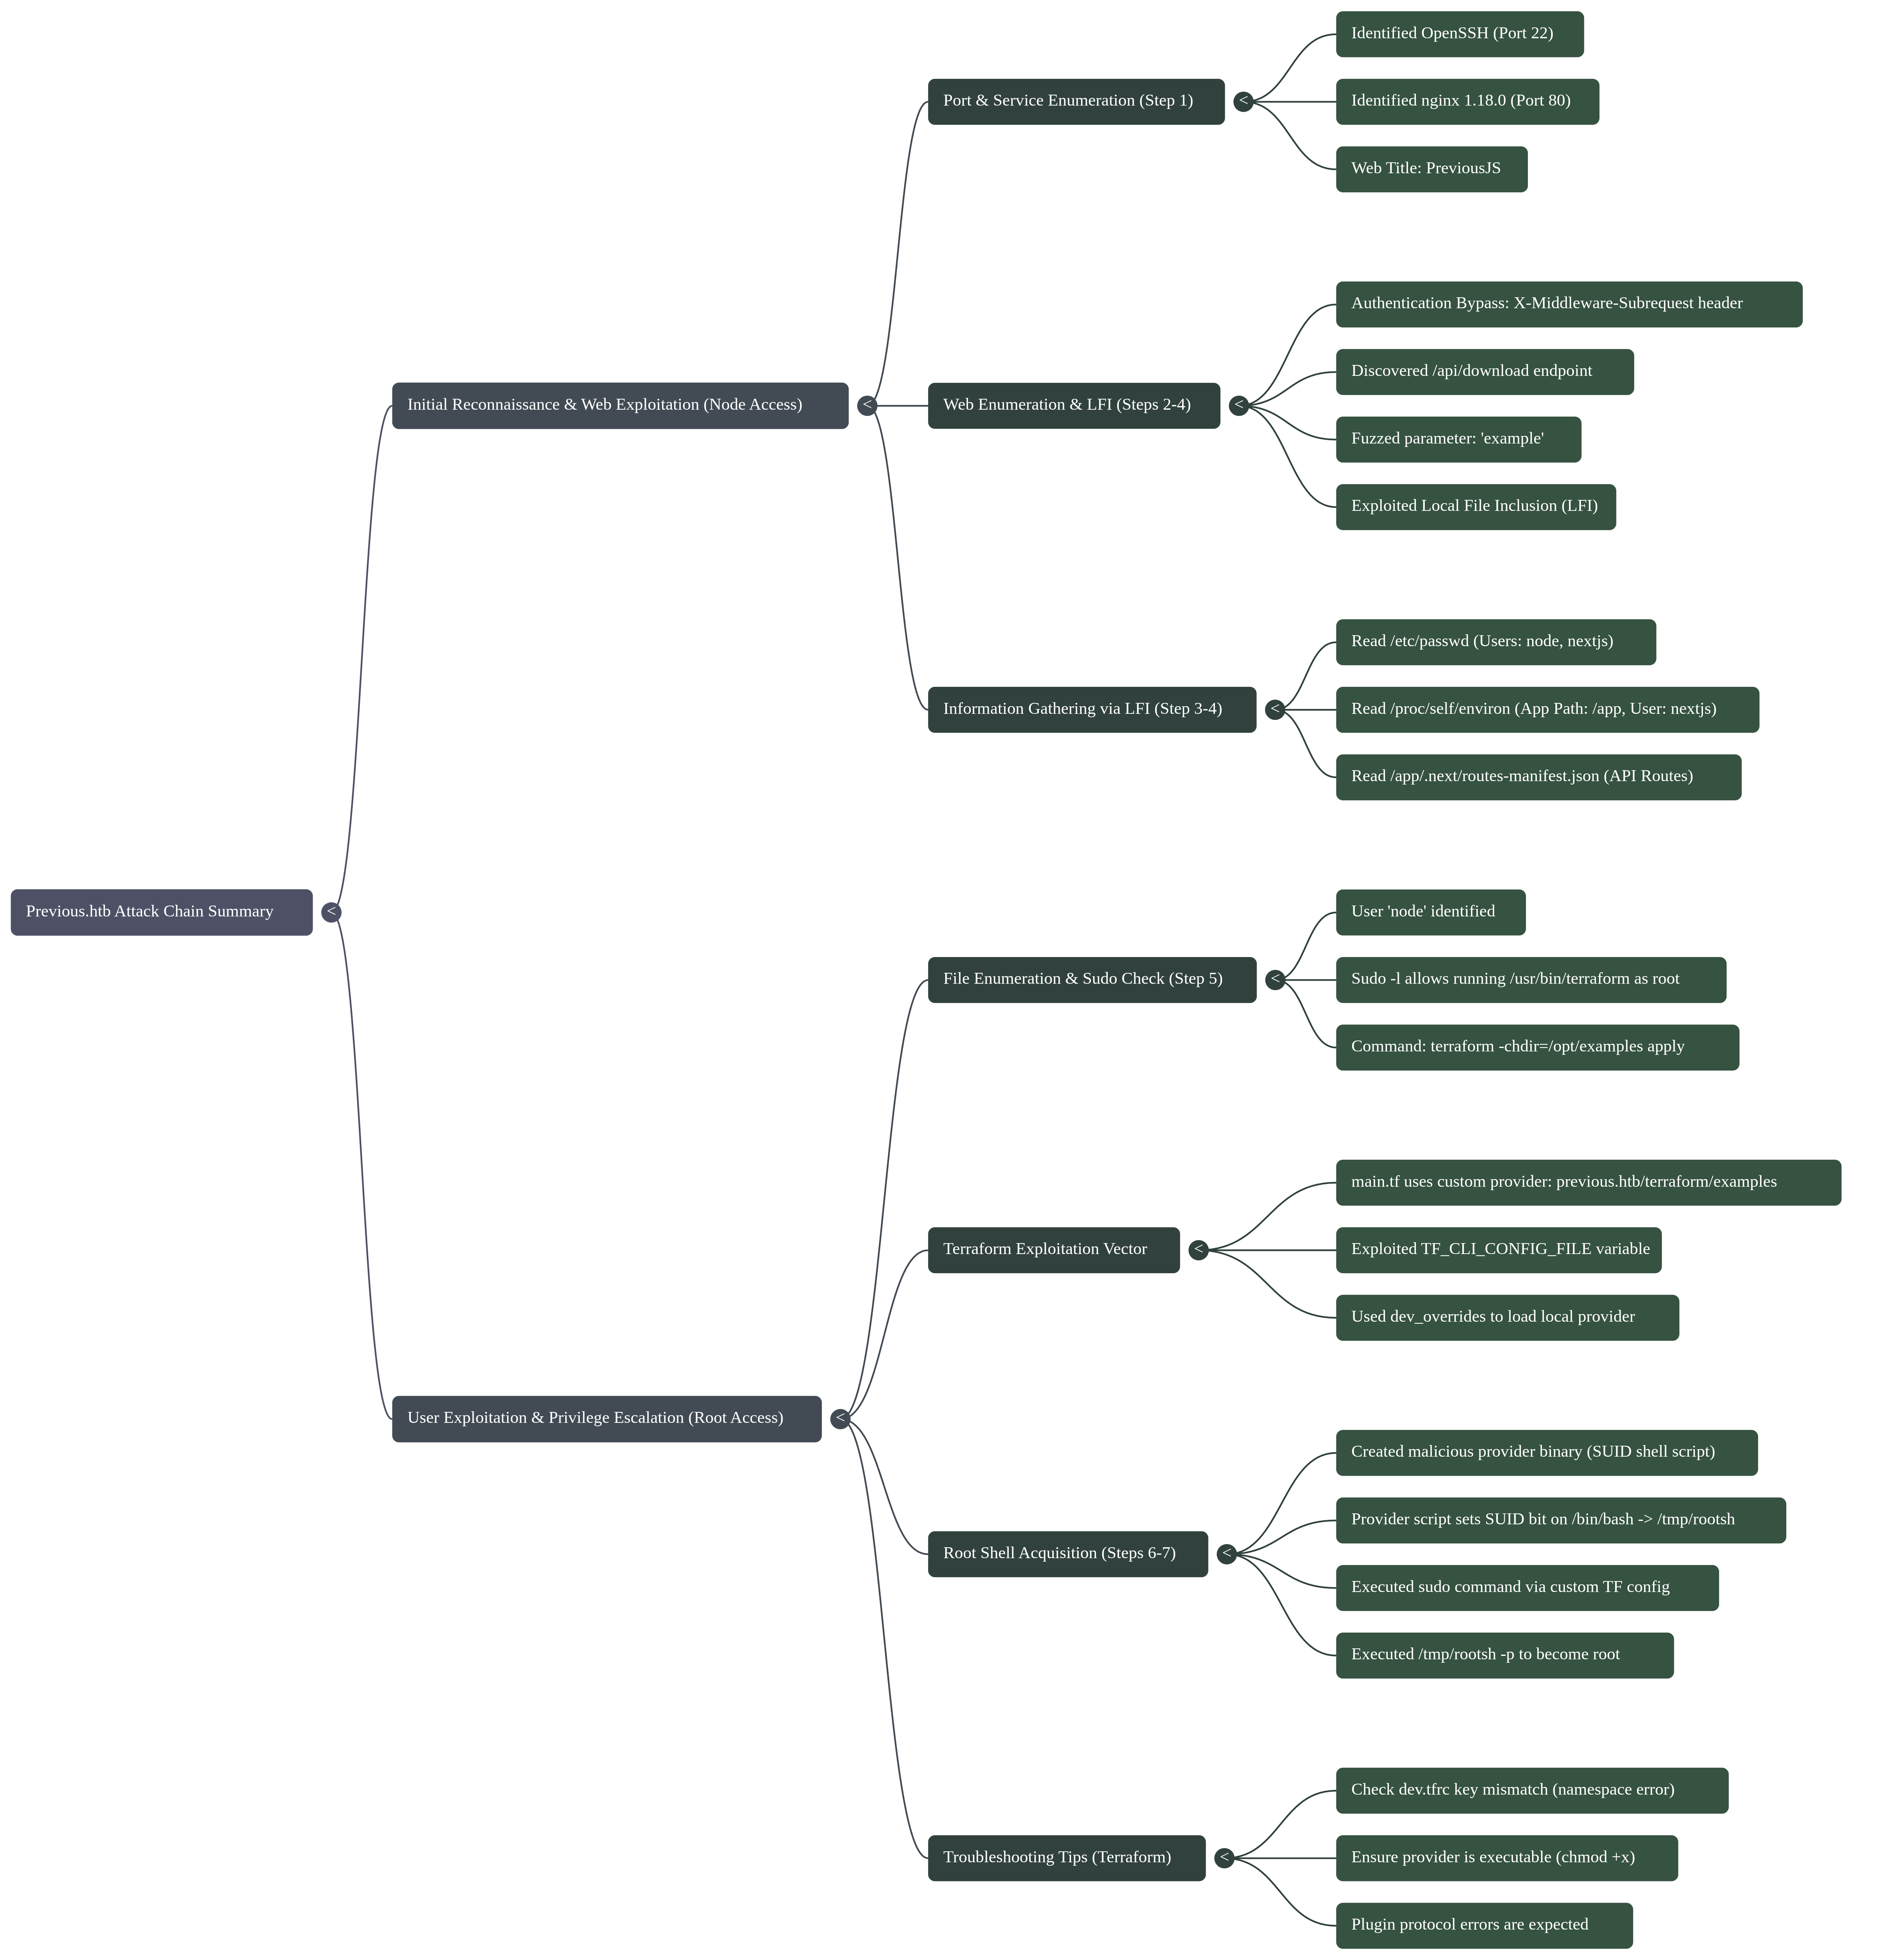 Previous.htb Attack Chain Summary
<
Initial Reconnaissance & Web Exploitation (Node Access)
<
Port & Service Enumeration (Step 1)
<
Identified OpenSSH (Port 22)
Identified nginx 1.18.0 (Port 80)
Web Title: PreviousJS
Web Enumeration & LFI (Steps 2-4)
<
Authentication Bypass: X-Middleware-Subrequest header
Discovered /api/download endpoint
Fuzzed parameter: 'example'
Exploited Local File Inclusion (LFI)
Information Gathering via LFI (Step 3-4)
<
Read /etc/passwd (Users: node, nextjs)
Read /proc/self/environ (App Path: /app, User: nextjs)
Read /app/.next/routes-manifest.json (API Routes)
User Exploitation & Privilege Escalation (Root Access)
<
File Enumeration & Sudo Check (Step 5)
<
User 'node' identified
Sudo -l allows running /usr/bin/terraform as root
Command: terraform -chdir=/opt/examples apply
Terraform Exploitation Vector
<
main.tf uses custom provider: previous.htb/terraform/examples
Exploited TF_CLI_CONFIG_FILE variable
Used dev_overrides to load local provider
Root Shell Acquisition (Steps 6-7)
<
Created malicious provider binary (SUID shell script)
Provider script sets SUID bit on /bin/bash -> /tmp/rootsh
Executed sudo command via custom TF config
Executed /tmp/rootsh -p to become root
Troubleshooting Tips (Terraform)
<
Check dev.tfrc key mismatch (namespace error)
Ensure provider is executable (chmod +x)
Plugin protocol errors are expected